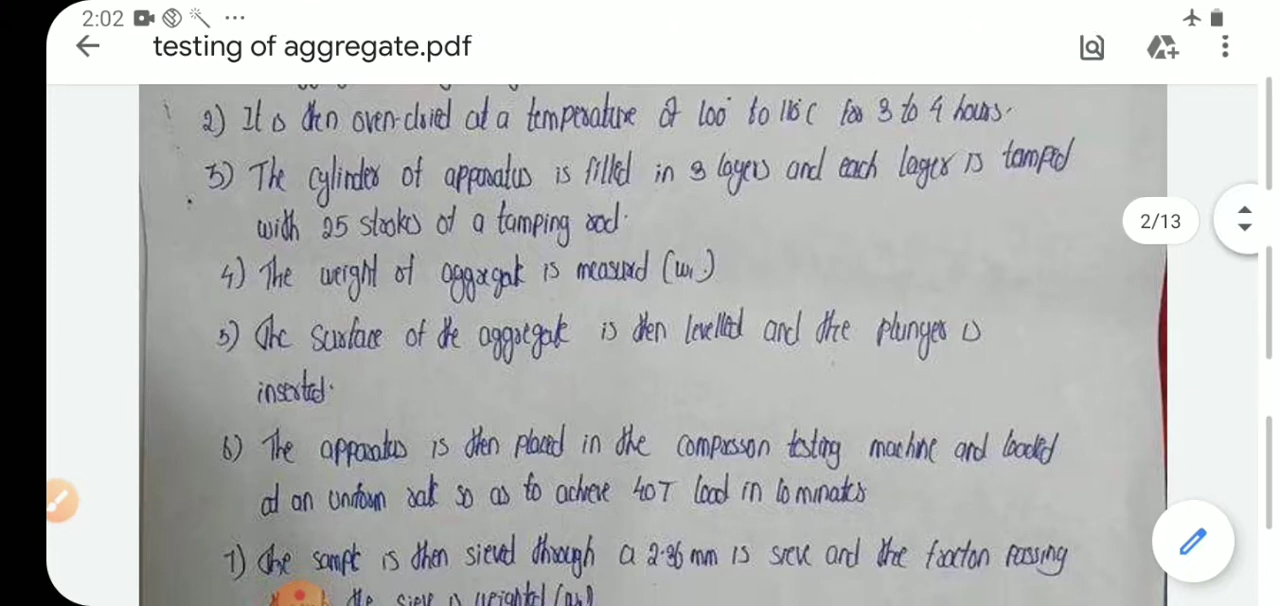 2:02
testing of aggregate.pdf
2) It is then oven-dried at a temperature of 100° to 110°C for 3 to 4 hours.
3) The cylinder of apparatus is filled in 3 layers and each layer is tamped
with 25 strokes of a tamping rod.
2/13
4) The weight of aggregate is measured (W1.)
5) The surface of the aggregate is then levelled and the plunger is
inserted.
6) The apparatus is then placed in the compression testing machine and loaded
at an uniform rate so as to achieve 40T load in 10 minutes
7) The sample is then sieved through a 2.36 mm IS sieve and the fraction passing
the sieve is weighted